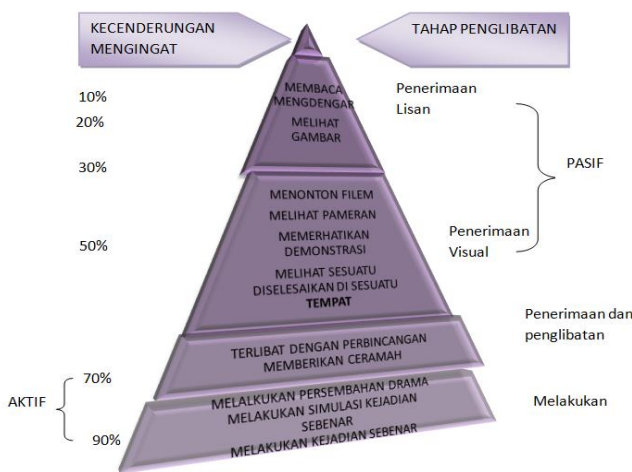 KECENDERUNGAN
MENGINGAT
TAHAP PENGLIBATAN
10%
20%
30%
50%
70%
90%
AKTIF
MEMBACA
MENGDENGAR
MELIHAT
GAMBAR
MENONTON FILEM
MELIHAT PAMERAN
MEMERHATIKAN
DEMONSTRASI
MELIHAT SESUATU
DISELESAIKAN DI SESUATU
TEMPAT
TERLIBAT DENGAN PERBINCANGAN
MEMBERIKAN CERAMAH
MELALKUKAN PERSEMBAHAN DRAMA
MELAKUKAN SIMULASI KEJADIAN
SEBENAR
MELAKUKAN KEJADIAN SEBENAR
Penerimaan
Lisan
PASIF
Penerimaan
Visual
Penerimaan dan
penglibatan
Melakukan